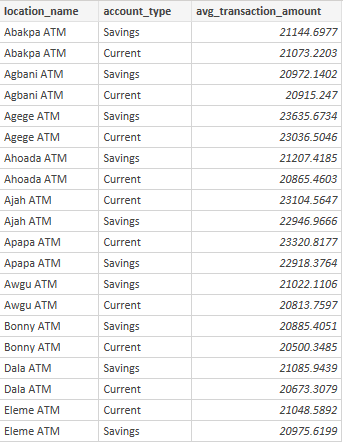 location_name account_type avg_transaction_amount
Abakpa ATM Savings 21144.6977
Abakpa ATM Current 21073.2203
Agbani ATM Savings 20972.1402
Agbani ATM Current 20915.247
Agege ATM Savings 23635.6734
Agege ATM Current 23036.5046
Ahoada ATM Savings 21207.4185
Ahoada ATM Current 20865.4603
Ajah ATM Current 23104.5647
Ajah ATM Savings 22946.9666
Apapa ATM Current 23320.8177
Apapa ATM Savings 22918.3764
Awgu ATM Savings 21022.1106
Awgu ATM Current 20813.7597
Bonny ATM Savings 20885.4051
Bonny ATM Current 20500.3485
Dala ATM Savings 21085.9439
Dala ATM Current 20673.3079
Eleme ATM Current 21048.5892
Eleme ATM Savings 20975.6199